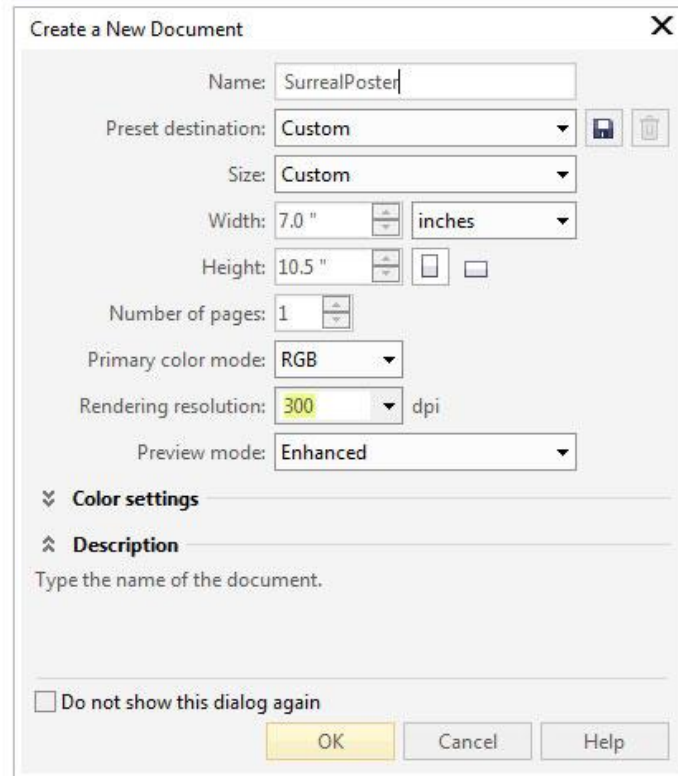 Create a New Document
Name: SurrealPoster
Preset destination: Custom
Size: Custom
Width: 7.0 " inches
Height: 10.5 "
Number of pages: 1
Primary color mode: RGB
Rendering resolution: 300 dpi
Preview mode: Enhanced
Color settings
Description
Type the name of the document.
Do not show this dialog again
OK Cancel Help